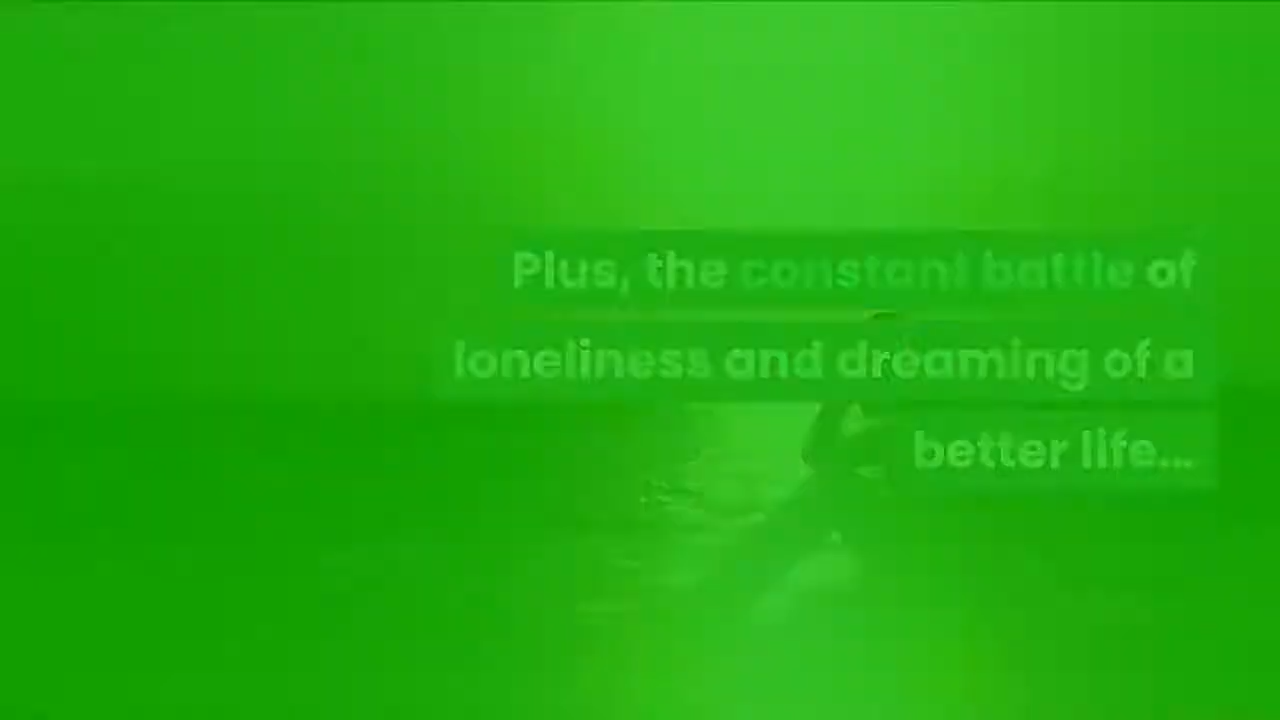 Plus, the constant battle of
loneliness and dreaming of a
better life...